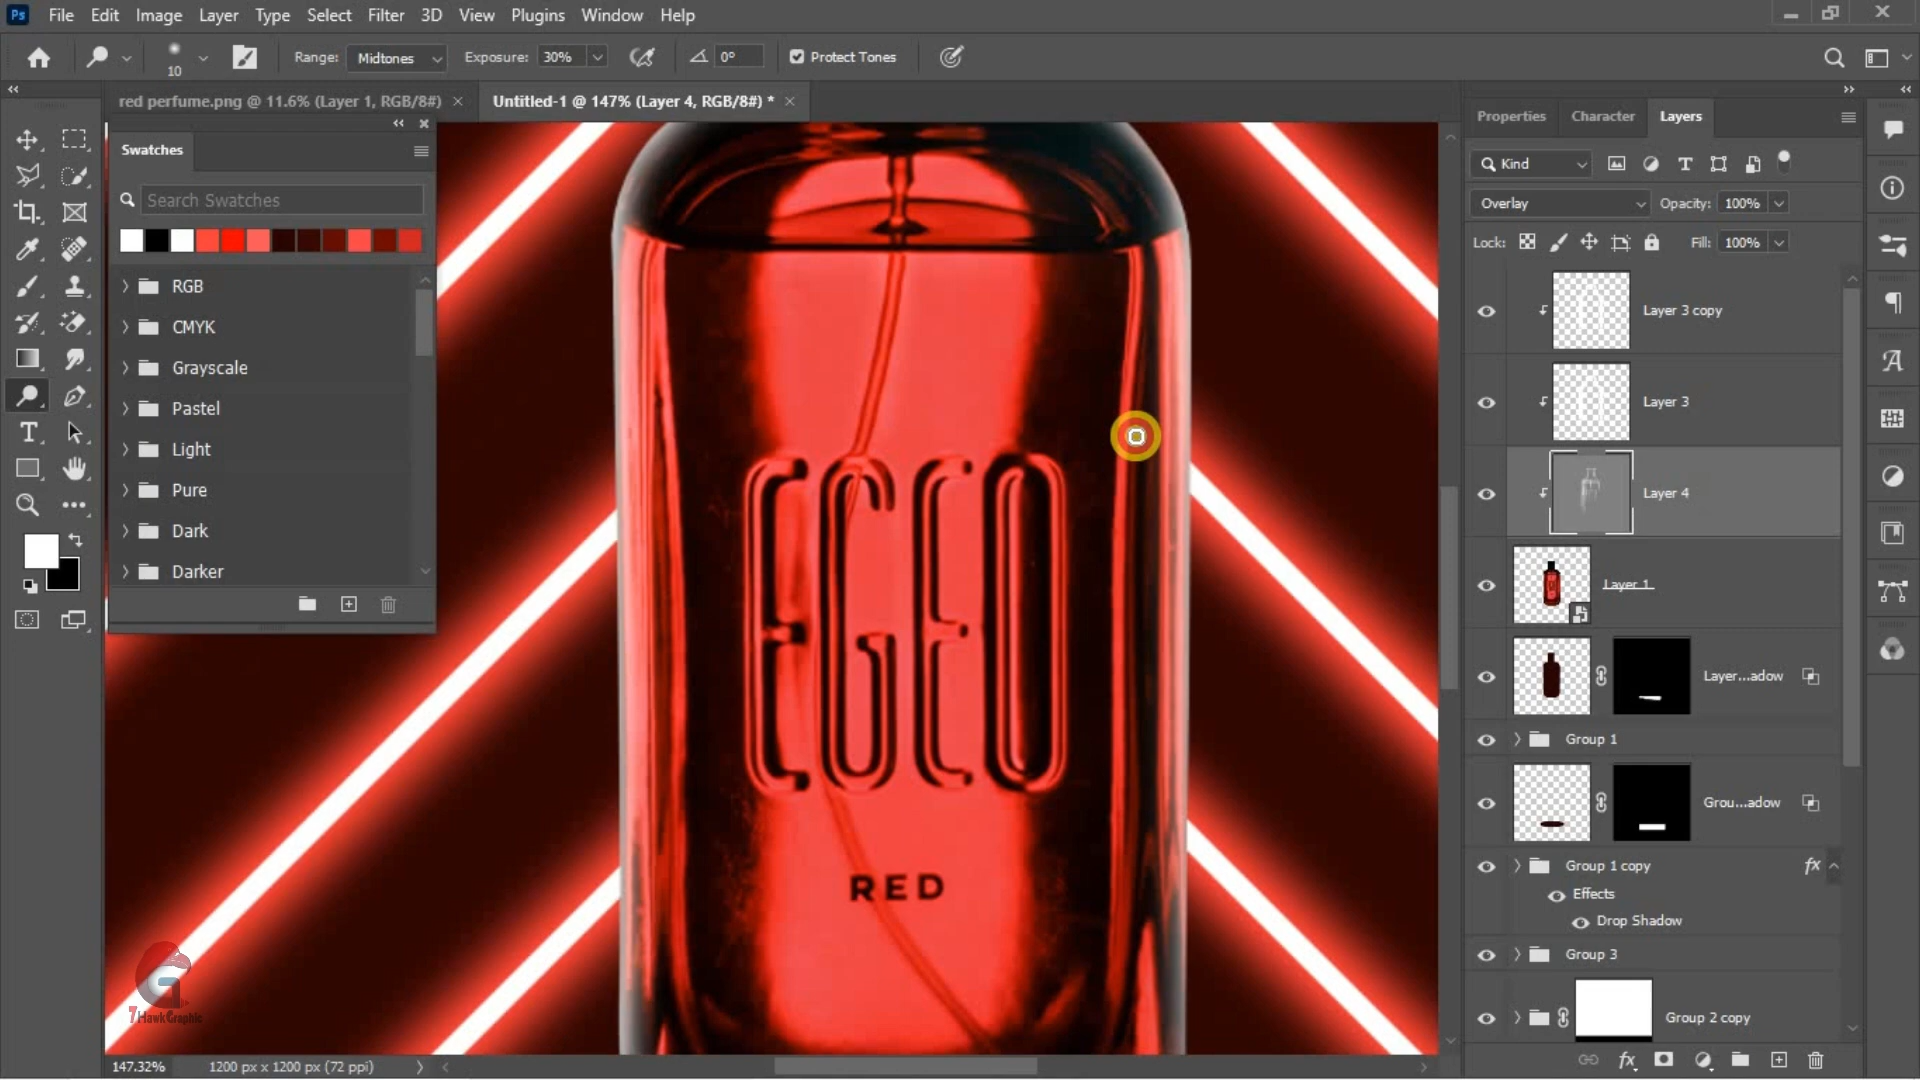 Ps File Edit Image Layer Type Select Filter 3D View Plugins Window Help
10 Range: Midtones Exposure: 30% 0° Protect Tones
red perfume.png @ 11.6% (Layer 1, RGB/8#) Untitled-1 @ 147% (Layer 4, RGB/8#) *
Swatches
Search Swatches
RGB
CMYK
Grayscale
Pastel
Light
Pure
Dark
Darker
EGEO
RED
7HawkGraphic
147.32% 1200 px x 1200 px (72 ppi)
Properties Character Layers
Kind
Overlay Opacity: 100%
Lock: Fill: 100%
Layer 3 copy
Layer 3
Layer 4
Layer 1
Layer...adow
Group 1
Grou...adow
Group 1 copy fx
Effects
Drop Shadow
Group 3
Group 2 copy
fx